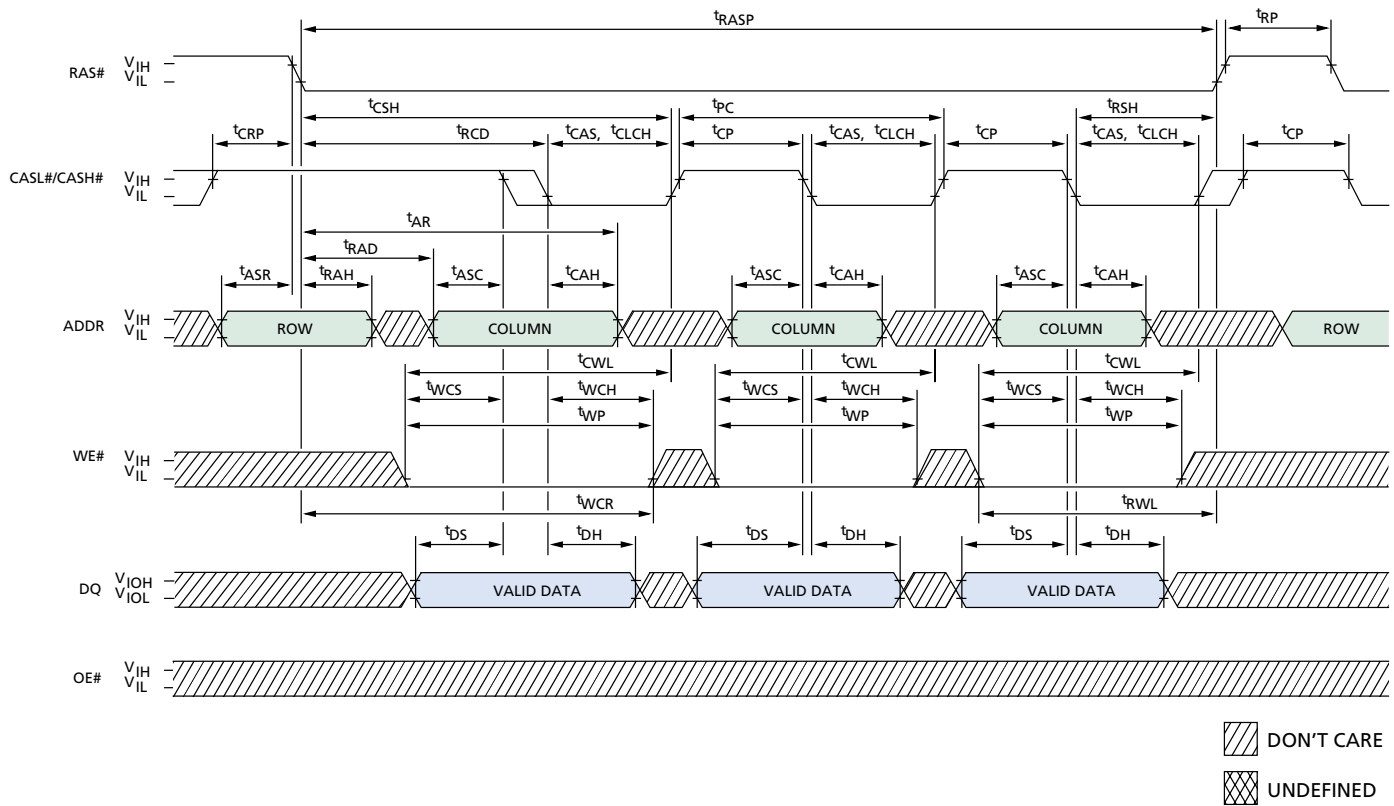 tRASP tRP
RAS# VIH
VIL
tCSH tPC tRSH
tCRP tRCD tCAS, tCLCH tCP tCAS, tCLCH tCP tCAS, tCLCH tCP
CASL#/CASH# VIH
VIL
tAR
tRAD
tASR tRAH tASC tCAH tASC tCAH tASC tCAH
ADDR VIH
VIL
ROW COLUMN COLUMN COLUMN ROW
tCWL tCWL tCWL
tWCS tWCH tWCS tWCH tWCS tWCH
tWP tWP tWP
WE# VIH
VIL
tWCR tRWL
tDS tDH tDS tDH tDS tDH
DQ VIOH
VIOL
VALID DATA VALID DATA VALID DATA
OE# VIH
VIL
DON'T CARE
UNDEFINED